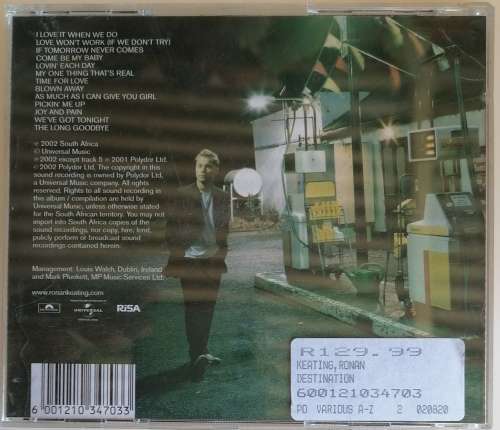 I LOVE IT WHEN WE DO
LOVE WON'T WORK (IF WE DON'T TRY)
IF TOMORROW NEVER COMES
COME BE MY BABY
LOVIN' EACH DAY
MY ONE THING THAT'S REAL
TIME FOR LOVE
BLOWN AWAY
AS MUCH AS I CAN GIVE YOU GIRL
PICKIN' ME UP
JOY AND PAIN
WE'VE GOT TONIGHT
THE LONG GOODBYE
℗ 2002 South Africa
© Universal Music
℗ 2002 except track 5 ℗ 2001 Polydor Ltd.
© 2002 Polydor Ltd. The copyright in this
sound recording is owned by Polydor Ltd.
a Universal Music company. All rights
reserved. Rights to all sound recording in
the album / compilation are held by
Universal Music, unless otherwise stated
for the South African territory. You may not
import into South Africa copies of the
sound recordings, nor copy, hire, lend,
publicly perform or broadcast sound
recordings contained herein.
Management: Louis Walsh, Dublin, Ireland
and Mark Plunkett, MP Music Services Ltd.
www.ronankeating.com
UNIVERSAL
RiSA
6 001210 347033
R129.99
KEATING,RONAN
DESTINATION
600121034703
PO VARIOUS A-Z 2 020820